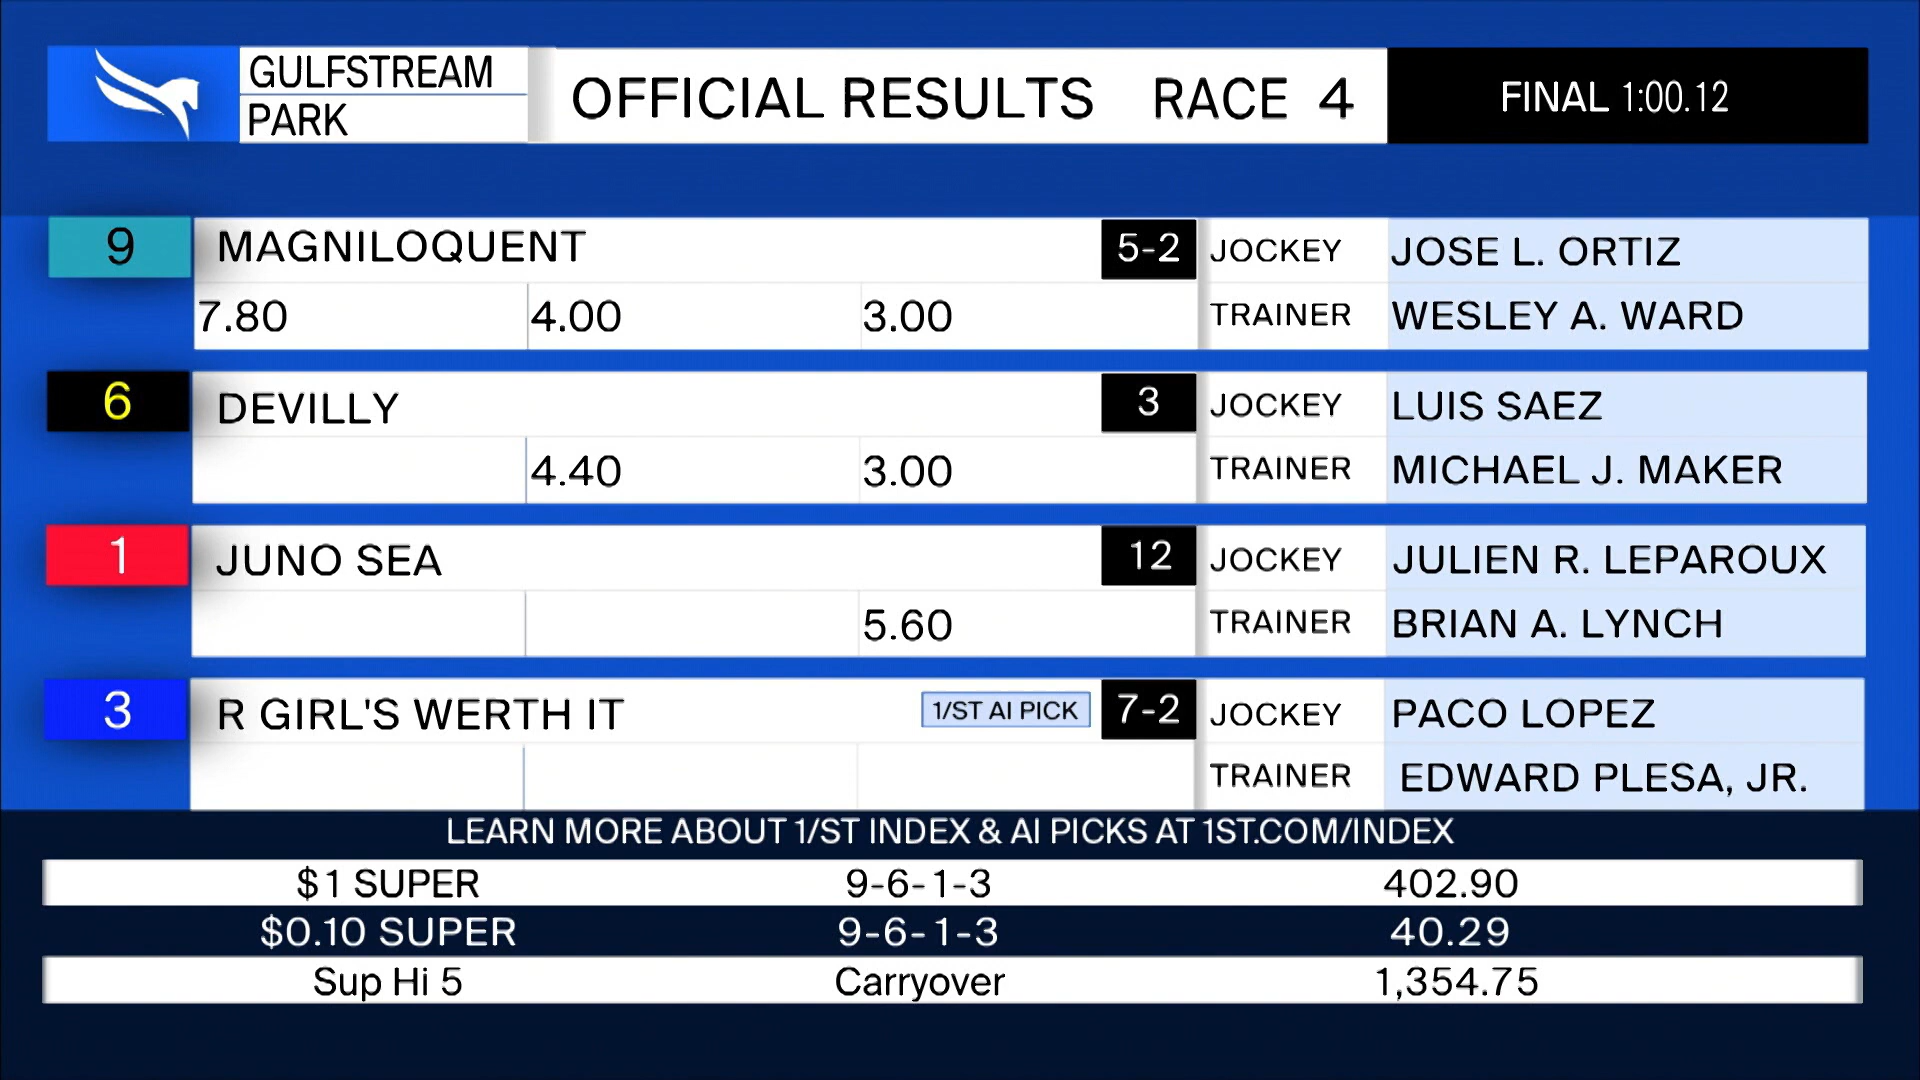 GULFSTREAM
PARK
OFFICIAL RESULTS RACE 4
FINAL 1:00.12
9 MAGNILOQUENT 5-2 JOCKEY JOSE L. ORTIZ
7.80 4.00 3.00 TRAINER WESLEY A. WARD
6 DEVILLY 3 JOCKEY LUIS SAEZ
4.40 3.00 TRAINER MICHAEL J. MAKER
1 JUNO SEA 12 JOCKEY JULIEN R. LEPAROUX
5.60 TRAINER BRIAN A. LYNCH
3 R GIRL'S WERTH IT 1/ST AI PICK 7-2 JOCKEY PACO LOPEZ
TRAINER EDWARD PLESA, JR.
LEARN MORE ABOUT 1/ST INDEX & AI PICKS AT 1ST.COM/INDEX
$1 SUPER 9-6-1-3 402.90
$0.10 SUPER 9-6-1-3 40.29
Sup Hi 5 Carryover 1,354.75